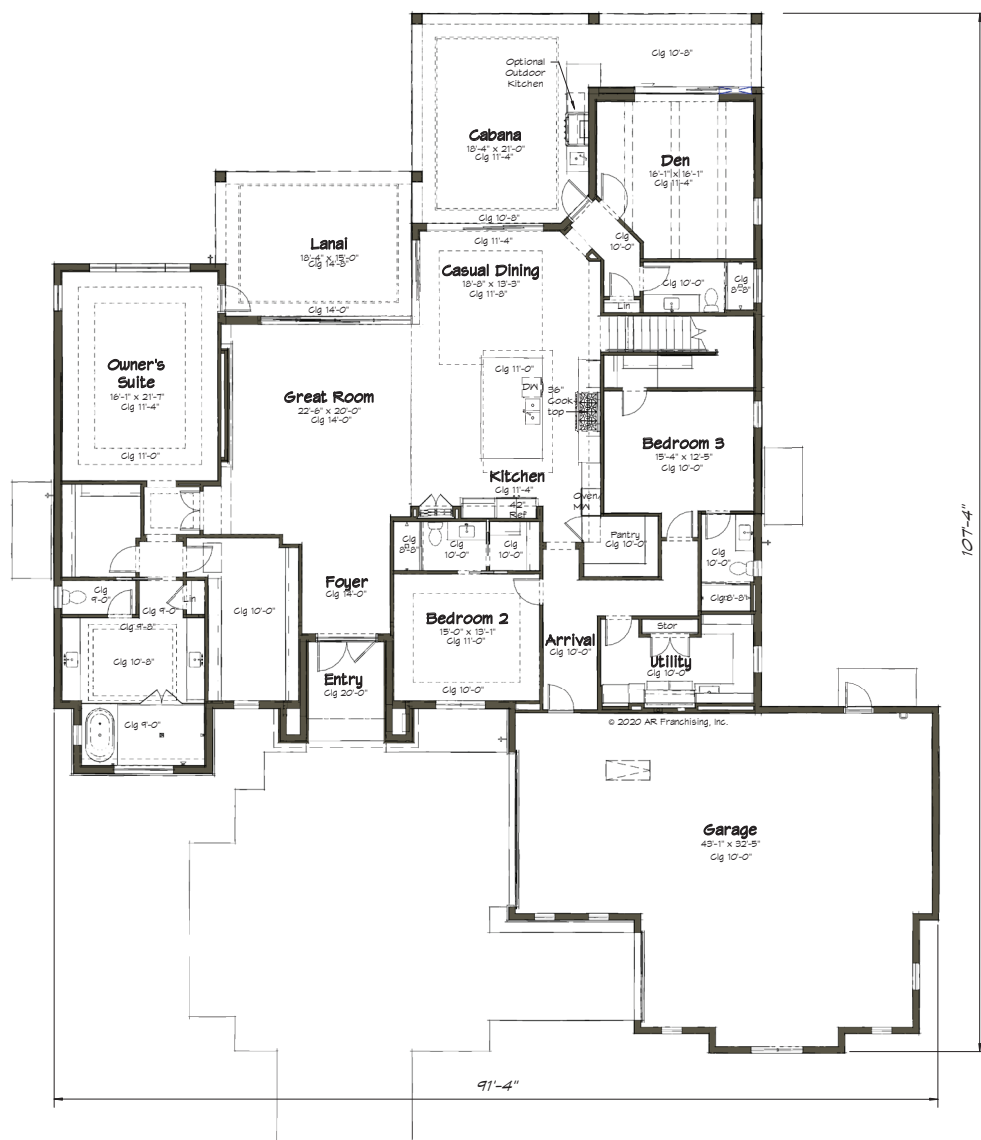 Clg 10'-8"
Optional
Outdoor
Kitchen
Cabana
18'-4" x 21'-0"
Clg 11'-4"
Den
16'-1" x 16'-1"
Clg 11'-4"
Clg 10'-8"
Clg 11'-4"
Clg
10'-0"
Lanai
18'-4" x 15'-0"
Clg 14'-8"
Clg 14'-0"
Casual Dining
18'-8" x 13'-3"
Clg 11'-8"
Clg 10'-0"
Clg
8'-8"
Lin
Owner's
Suite
16'-1" x 21'-7"
Clg 11'-4"
Clg 11'-0"
Great Room
22'-6" x 20'-0"
Clg 14'-0"
Clg 11'-0"
DW
36"
Cook
top
Bedroom 3
15'-4" x 12'-5"
Clg 10'-0"
Kitchen
Clg 11'-4"
42"
Ref
Oven/
MW
Clg
8'-8"
Clg
10'-0"
Clg
10'-0"
Pantry
Clg 10'-0"
Clg
10'-0"
Clg 8'-8"
107'-4"
Foyer
Clg 14'-0"
Clg
9'-0"
Clg 9'-0"
Lin
Clg 9'-8"
Clg 10'-0"
Clg 10'-8"
Clg 9'-0"
Bedroom 2
15'-0" x 13'-1"
Clg 11'-0"
Clg 10'-0"
Arrival
Clg 10'-0"
Stor
Utility
Clg 10'-0"
Entry
Clg 20'-0"
© 2020 AR Franchising, Inc.
Garage
43'-1" x 32'-5"
Clg 10'-0"
91'-4"